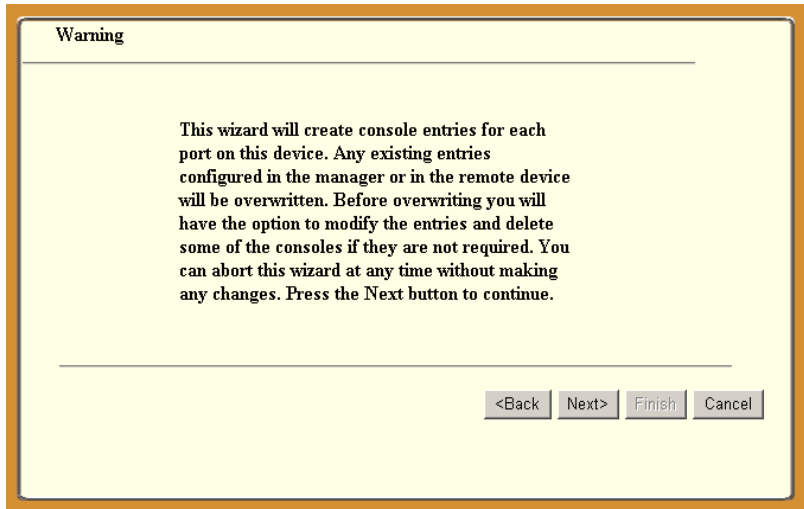 Warning
This wizard will create console entries for each
port on this device. Any existing entries
configured in the manager or in the remote device
will be overwritten. Before overwriting you will
have the option to modify the entries and delete
some of the consoles if they are not required. You
can abort this wizard at any time without making
any changes. Press the Next button to continue.
<Back Next> Finish Cancel